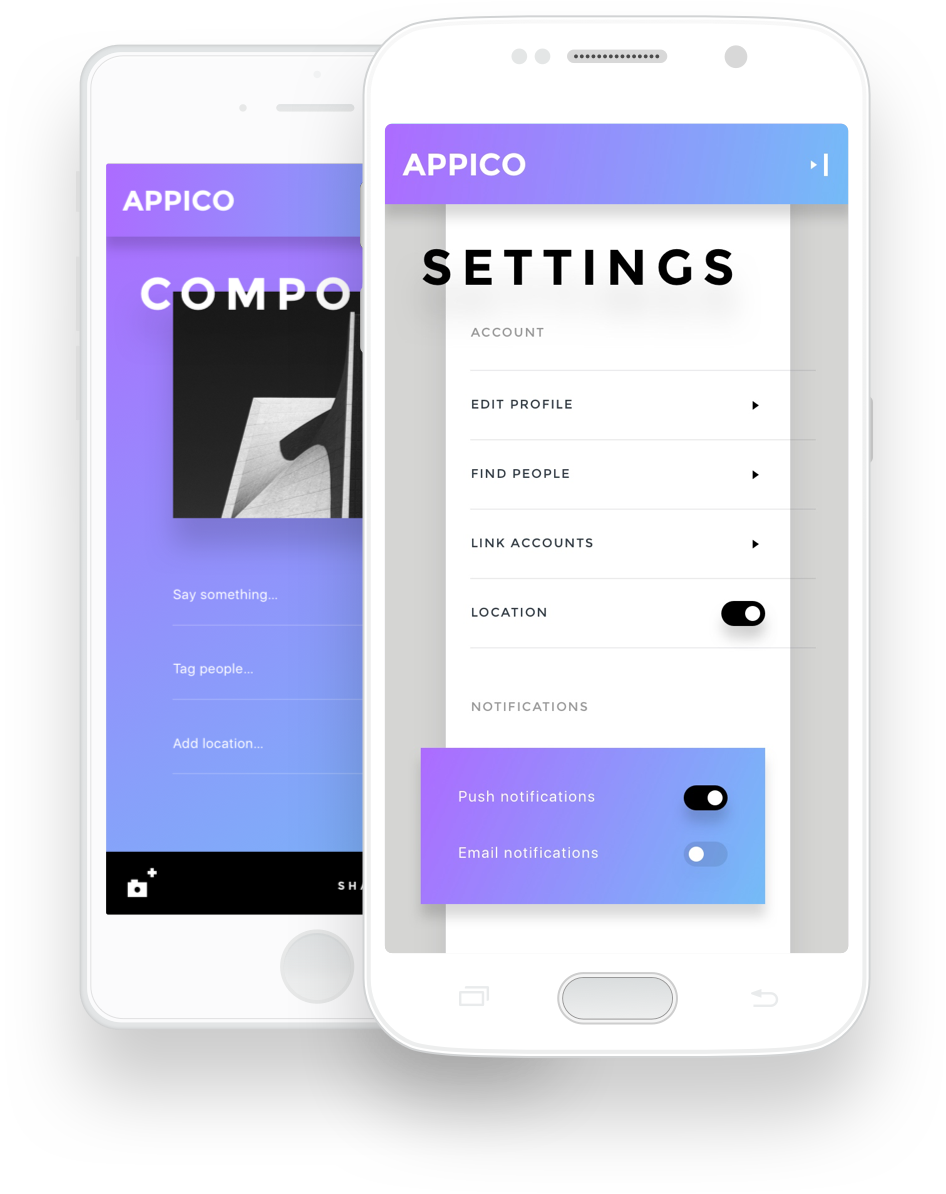 APPICO
COMPO
Say something...
Tag people...
Add location...
SHA
APPICO
SETTINGS
ACCOUNT
EDIT PROFILE
FIND PEOPLE
LINK ACCOUNTS
LOCATION
NOTIFICATIONS
Push notifications
Email notifications